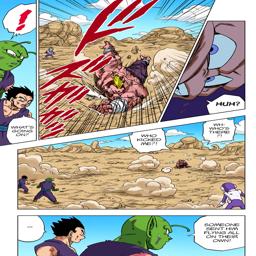 !
WHAT'S
GOING
ON?
HUH?
WHO
KICKED
ME?!
WH-
WHO'S
THERE
?!
...
SOMEONE
SENT HIM
FLYING ALL
ON THEIR
OWN!